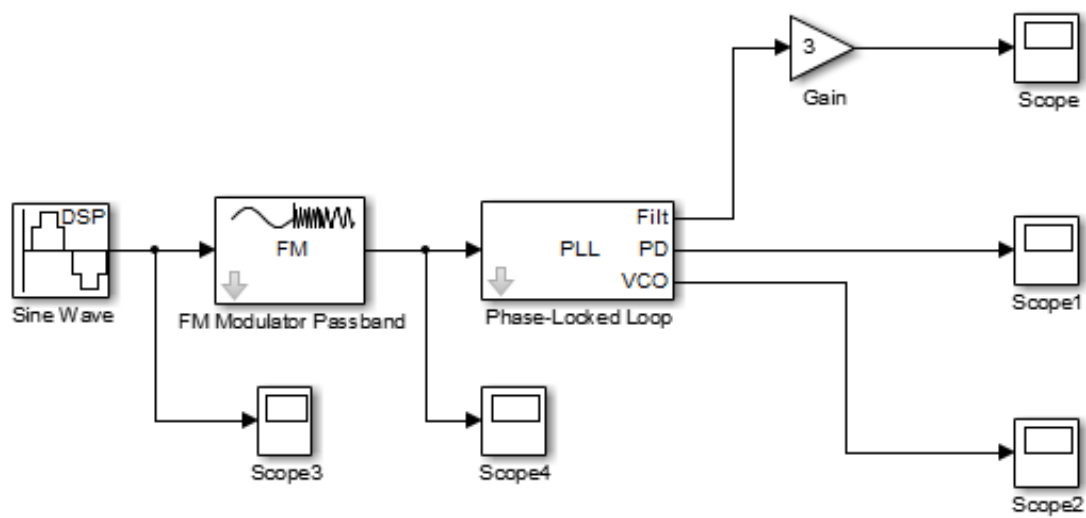 3
Gain
Scope
DSP
Sine Wave
FM
FM Modulator Passband
Filt
PLL
PD
VCO
Phase-Locked Loop
Scope1
Scope3
Scope4
Scope2